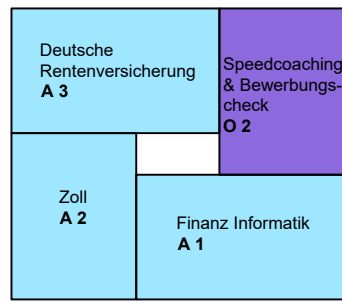 Deutsche
Rentenversicherung
A 3
Speedcoaching
& Bewerbungs-
check
O 2
Zoll
A 2
Finanz Informatik
A 1